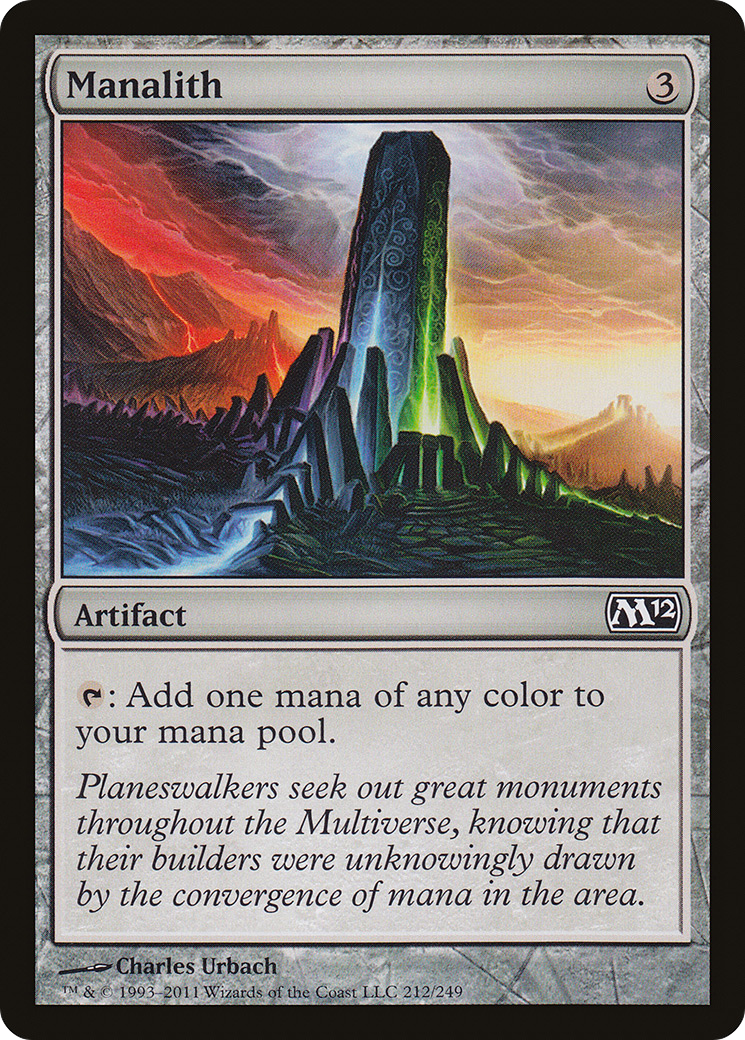 Manalith 3
Artifact M12
: Add one mana of any color to
your mana pool.
Planeswalkers seek out great monuments
throughout the Multiverse, knowing that
their builders were unknowingly drawn
by the convergence of mana in the area.
Charles Urbach
™ & © 1993–2011 Wizards of the Coast LLC 212/249